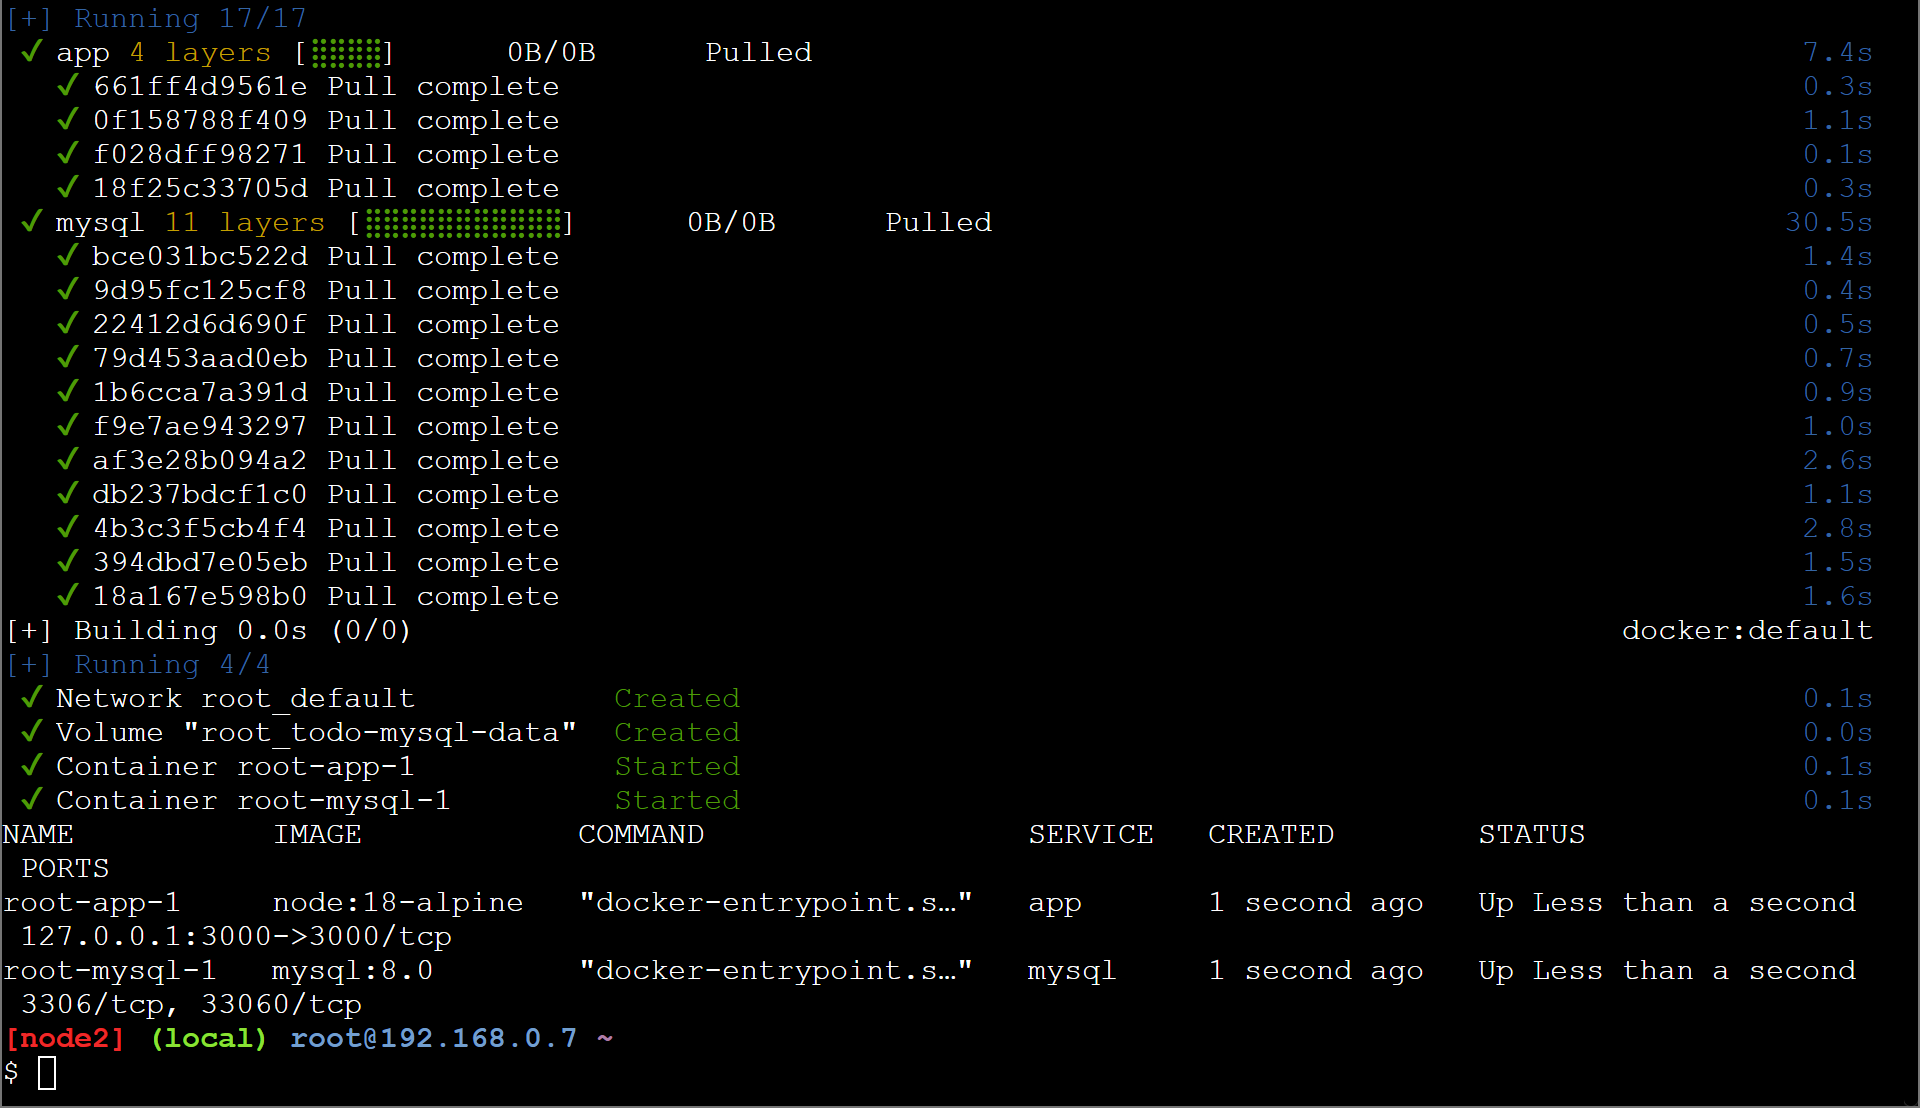 [+] Running 17/17
✔ app 4 layers [⣿⣿⣿⣿] 0B/0B Pulled 7.4s
✔ 661ff4d9561e Pull complete 0.3s
✔ 0f158788f409 Pull complete 1.1s
✔ f028dff98271 Pull complete 0.1s
✔ 18f25c33705d Pull complete 0.3s
✔ mysql 11 layers [⣿⣿⣿⣿⣿⣿⣿⣿⣿⣿⣿] 0B/0B Pulled 30.5s
✔ bce031bc522d Pull complete 1.4s
✔ 9d95fc125cf8 Pull complete 0.4s
✔ 22412d6d690f Pull complete 0.5s
✔ 79d453aad0eb Pull complete 0.7s
✔ 1b6cca7a391d Pull complete 0.9s
✔ f9e7ae943297 Pull complete 1.0s
✔ af3e28b094a2 Pull complete 2.6s
✔ db237bdcf1c0 Pull complete 1.1s
✔ 4b3c3f5cb4f4 Pull complete 2.8s
✔ 394dbd7e05eb Pull complete 1.5s
✔ 18a167e598b0 Pull complete 1.6s
[+] Building 0.0s (0/0) docker:default
[+] Running 4/4
✔ Network root_default Created 0.1s
✔ Volume "root_todo-mysql-data" Created 0.0s
✔ Container root-app-1 Started 0.1s
✔ Container root-mysql-1 Started 0.1s
NAME IMAGE COMMAND SERVICE CREATED STATUS
PORTS
root-app-1 node:18-alpine "docker-entrypoint.s…" app 1 second ago Up Less than a second
127.0.0.1:3000->3000/tcp
root-mysql-1 mysql:8.0 "docker-entrypoint.s…" mysql 1 second ago Up Less than a second
3306/tcp, 33060/tcp
[node2] (local) root@192.168.0.7 ~
$